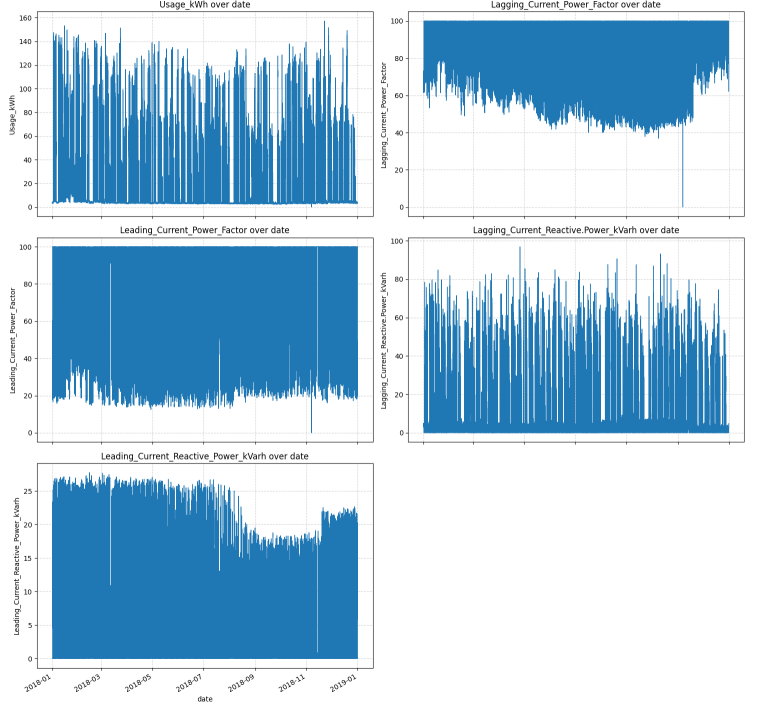 Usage_kWh over date
Usage_kWh
160
140
120
100
80
60
40
20
0
Lagging_Current_Power_Factor over date
Lagging_Current_Power_Factor
100
80
60
40
20
0
Leading_Current_Power_Factor over date
Leading_Current_Power_Factor
100
80
60
40
20
0
Lagging_Current_Reactive.Power_kVarh over date
Lagging_Current_Reactive.Power_kVarh
100
80
60
40
20
0
Leading_Current_Reactive_Power_kVarh over date
Leading_Current_Reactive_Power_kVarh
25
20
15
10
5
0
2018-01 2018-03 2018-05 2018-07 2018-09 2018-11 2019-01
date